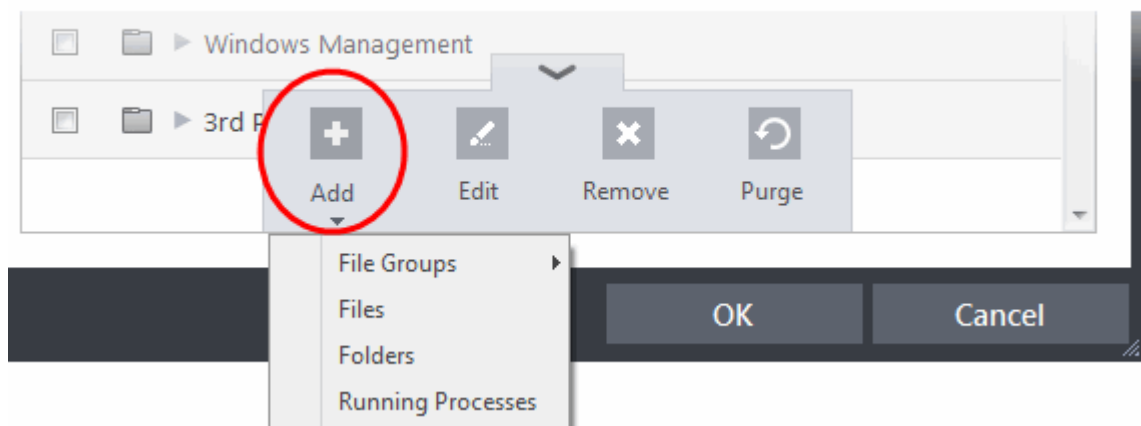 Windows Management
3rd P
Add Edit Remove Purge
File Groups
Files
Folders
Running Processes
OK Cancel